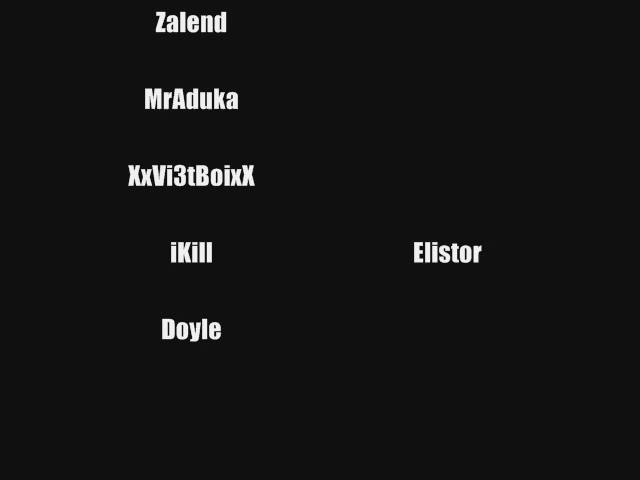 Zalend
MrAduka
XxVi3tBoixX
iKill
Elistor
Doyle